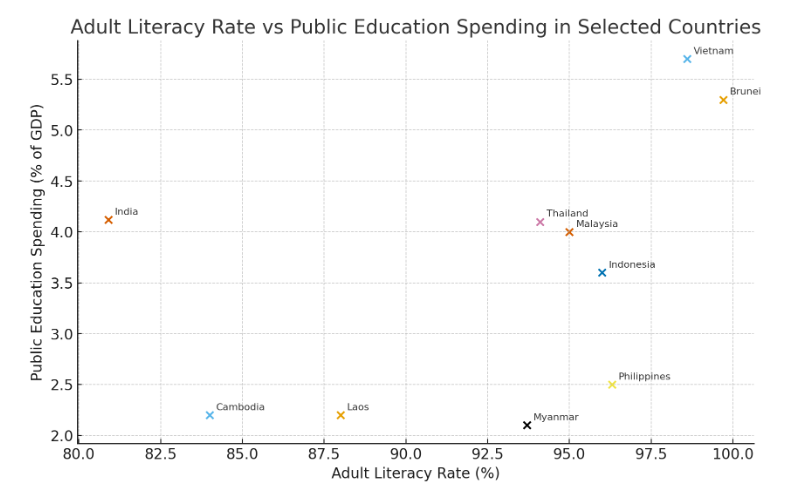 Adult Literacy Rate vs Public Education Spending in Selected Countries
Vietnam
Brunei
India
Thailand
Malaysia
Indonesia
Philippines
Cambodia
Laos
Myanmar
Public Education Spending (% of GDP)
5.5
5.0
4.5
4.0
3.5
3.0
2.5
2.0
80.0 82.5 85.0 87.5 90.0 92.5 95.0 97.5 100.0
Adult Literacy Rate (%)